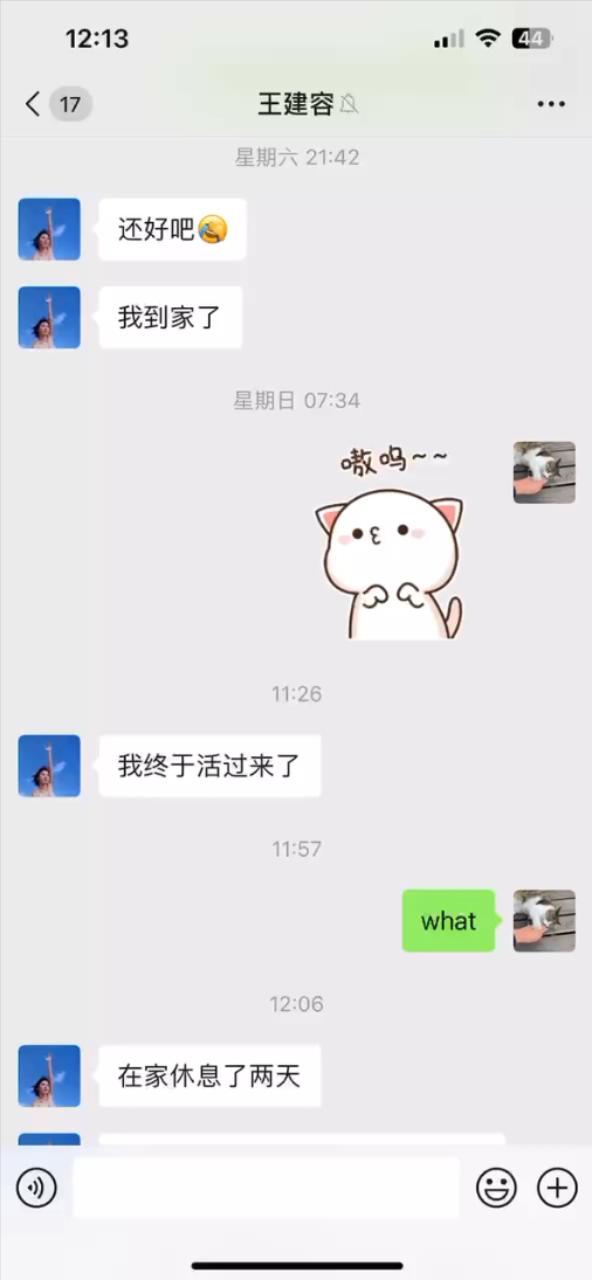 12:13
44
17
王建容
星期六 21:42
还好吧
我到家了
星期日 07:34
嗷呜~~
11:26
我终于活过来了
11:57
what
12:06
在家休息了两天